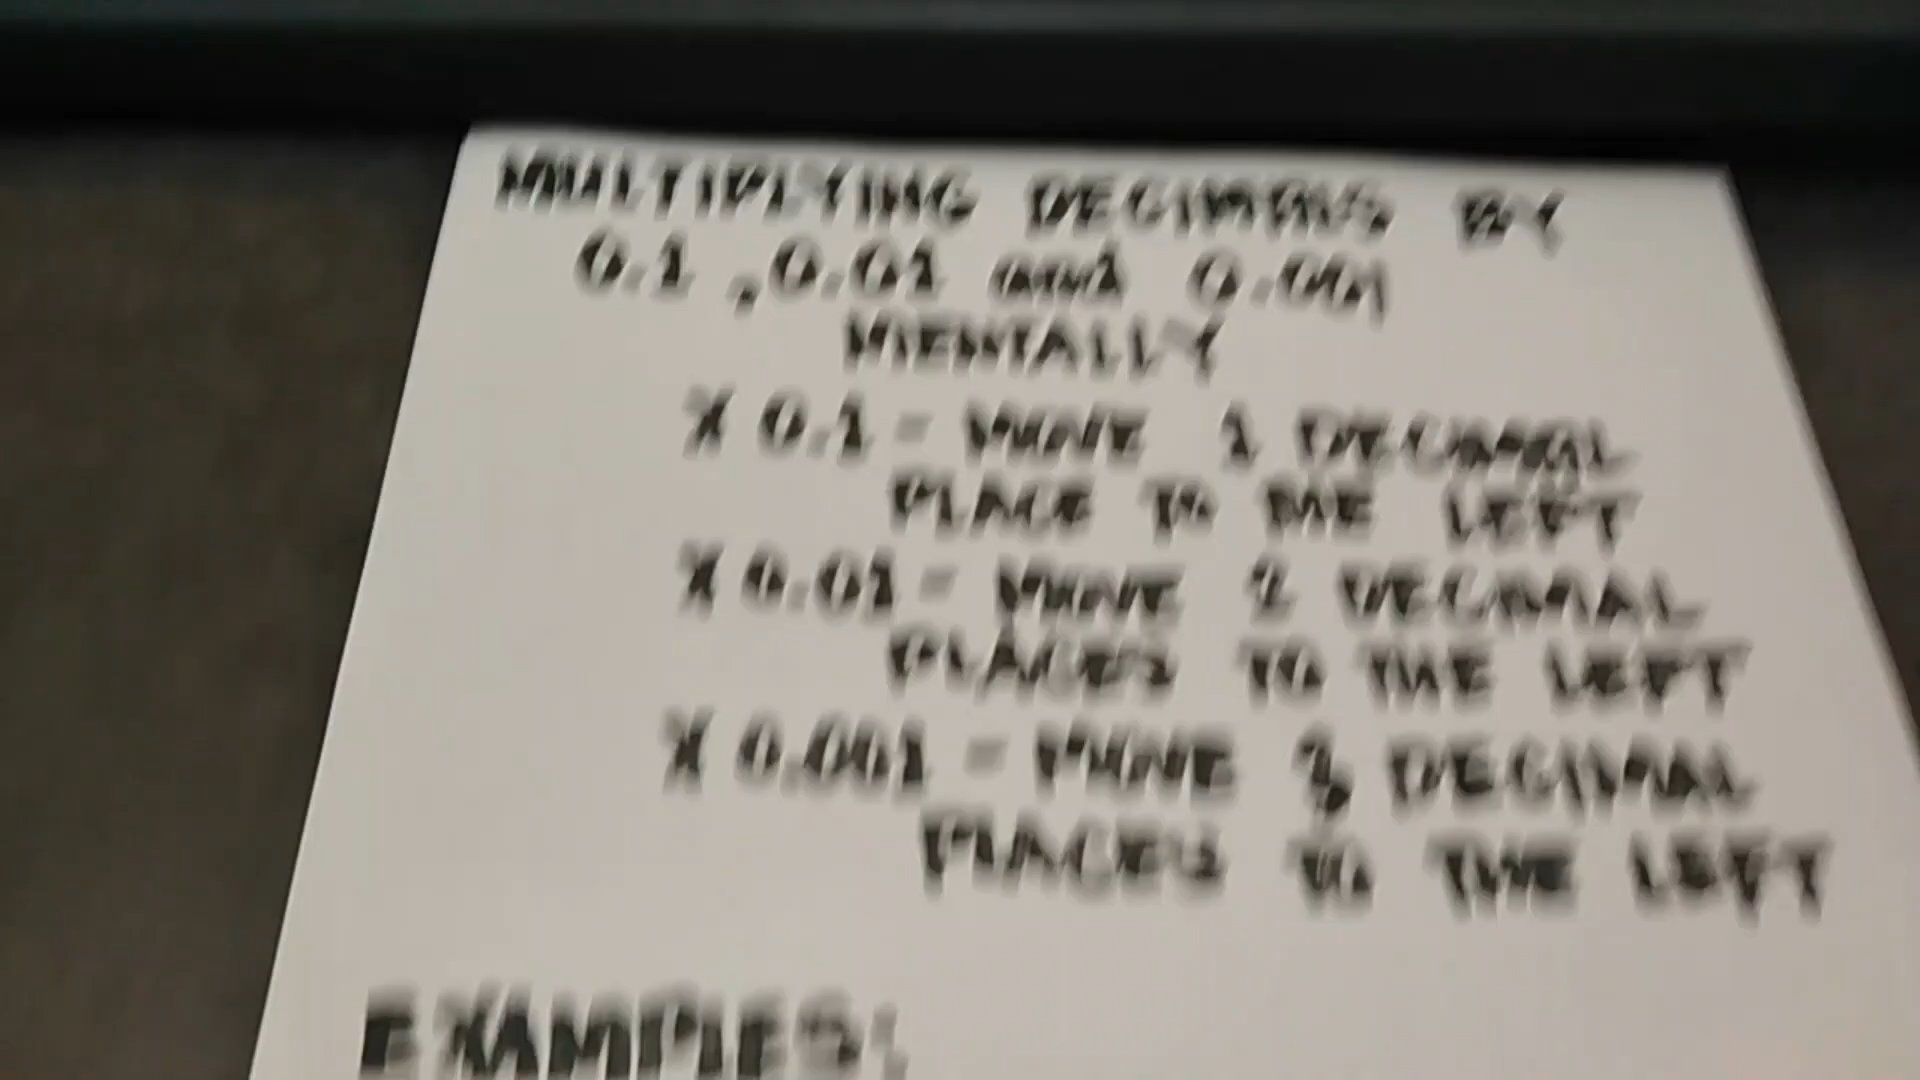 MULTIPLYING DECIMALS BY
0.1 , 0.01 and 0.001
MENTALLY
X 0.1 - MOVE 1 DECIMAL
PLACE TO THE LEFT
X 0.01 - MOVE 2 DECIMAL
PLACES TO THE LEFT
X 0.001 - MOVE 3 DECIMAL
PLACES TO THE LEFT
EXAMPLES: